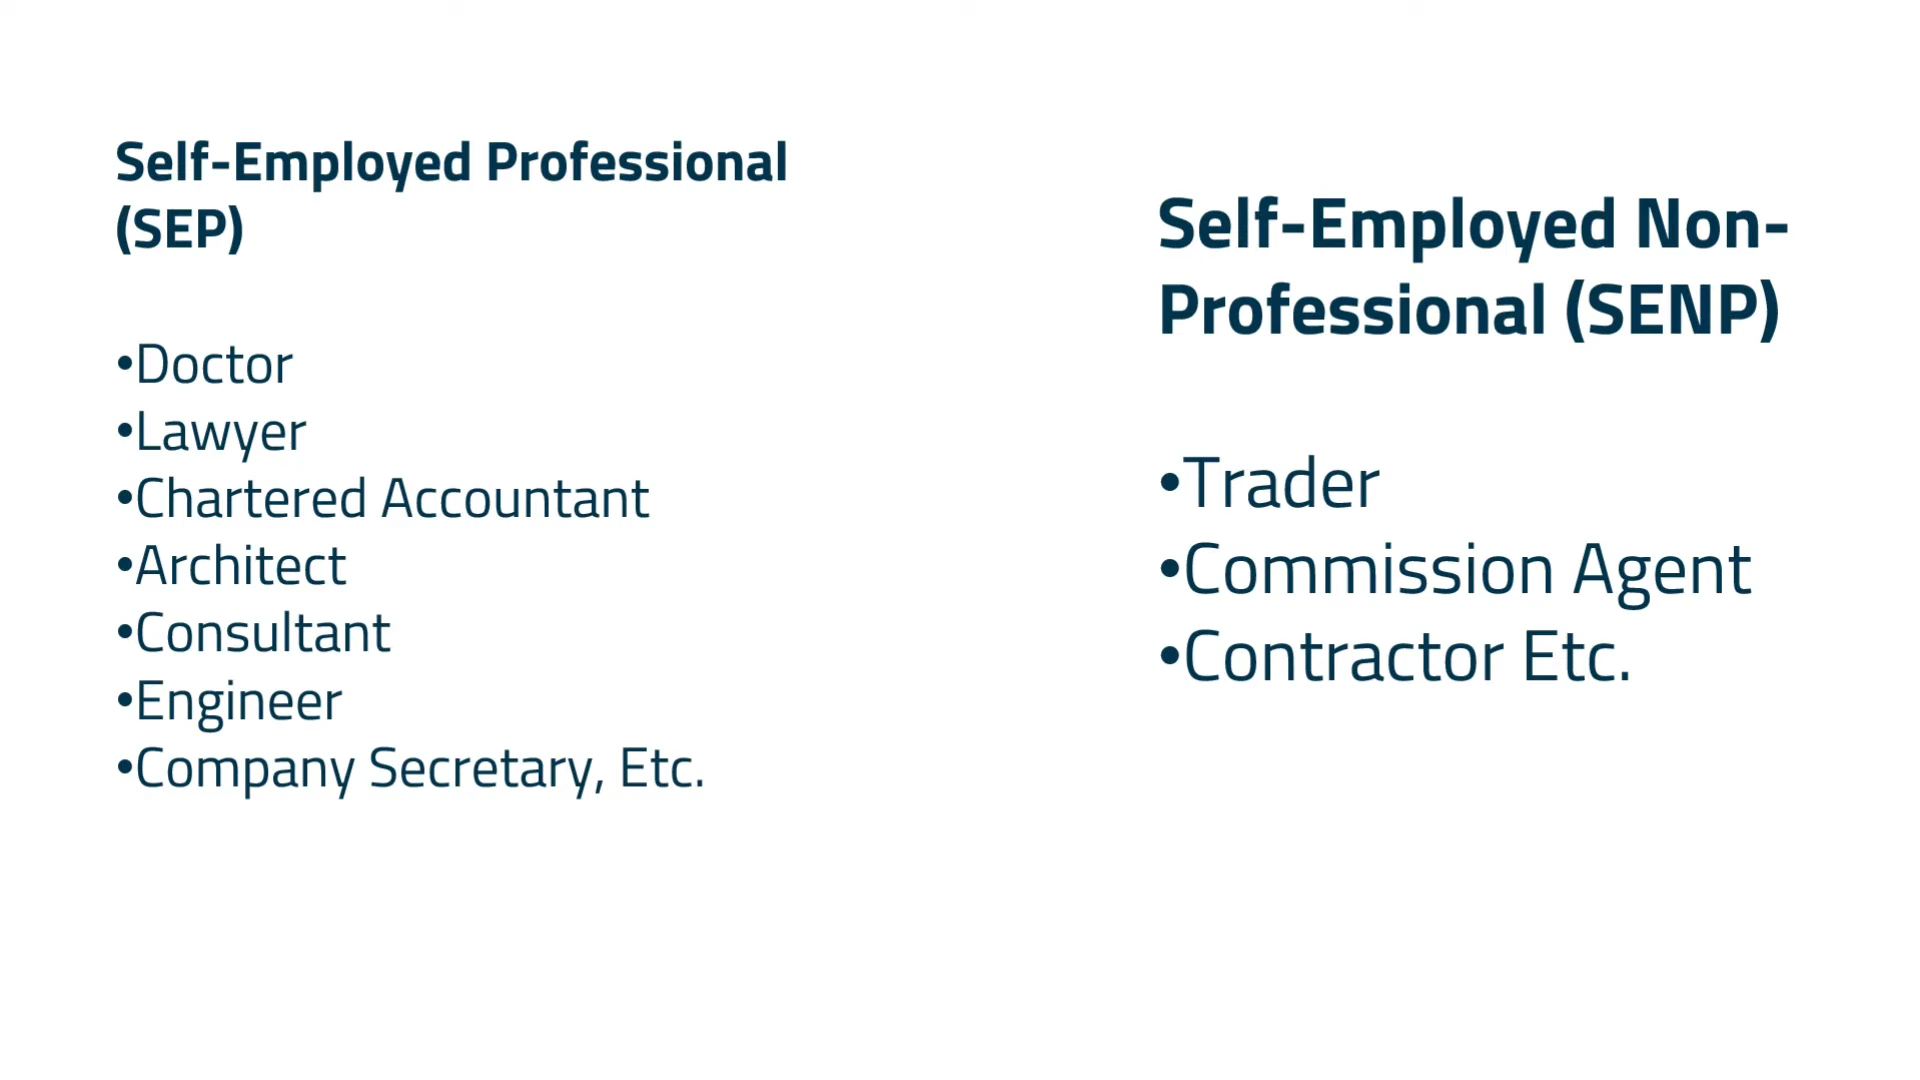 Self-Employed Professional
(SEP)
•Doctor
•Lawyer
•Chartered Accountant
•Architect
•Consultant
•Engineer
•Company Secretary, Etc.
Self-Employed Non-
Professional (SENP)
•Trader
•Commission Agent
•Contractor Etc.